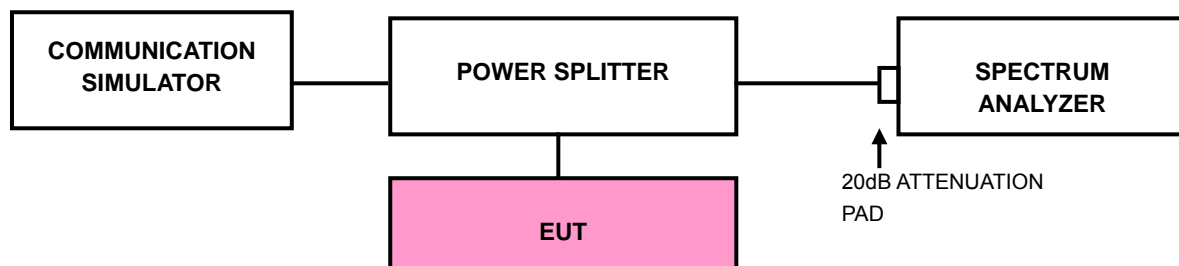 COMMUNICATION
SIMULATOR
POWER SPLITTER
SPECTRUM
ANALYZER
20dB ATTENUATION
PAD
EUT